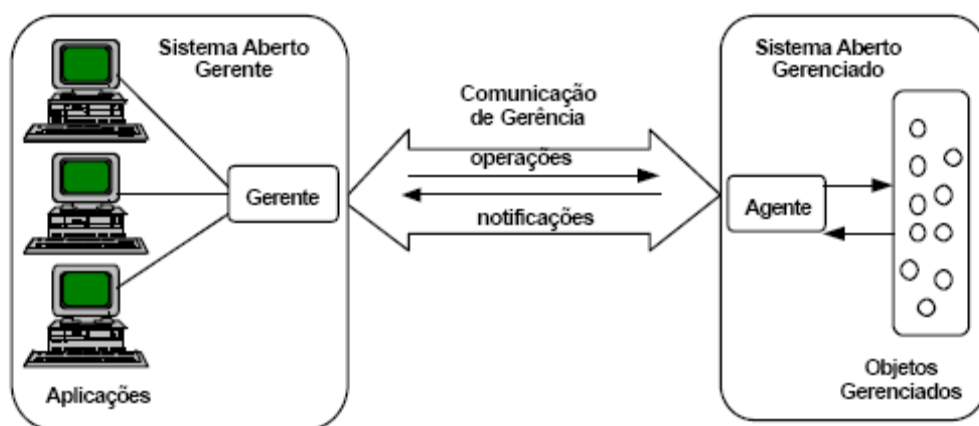 Sistema Aberto
Gerente
Gerente
Aplicações
Comunicação
de Gerência
operações
notificações
Sistema Aberto
Gerenciado
Agente
Objetos
Gerenciados